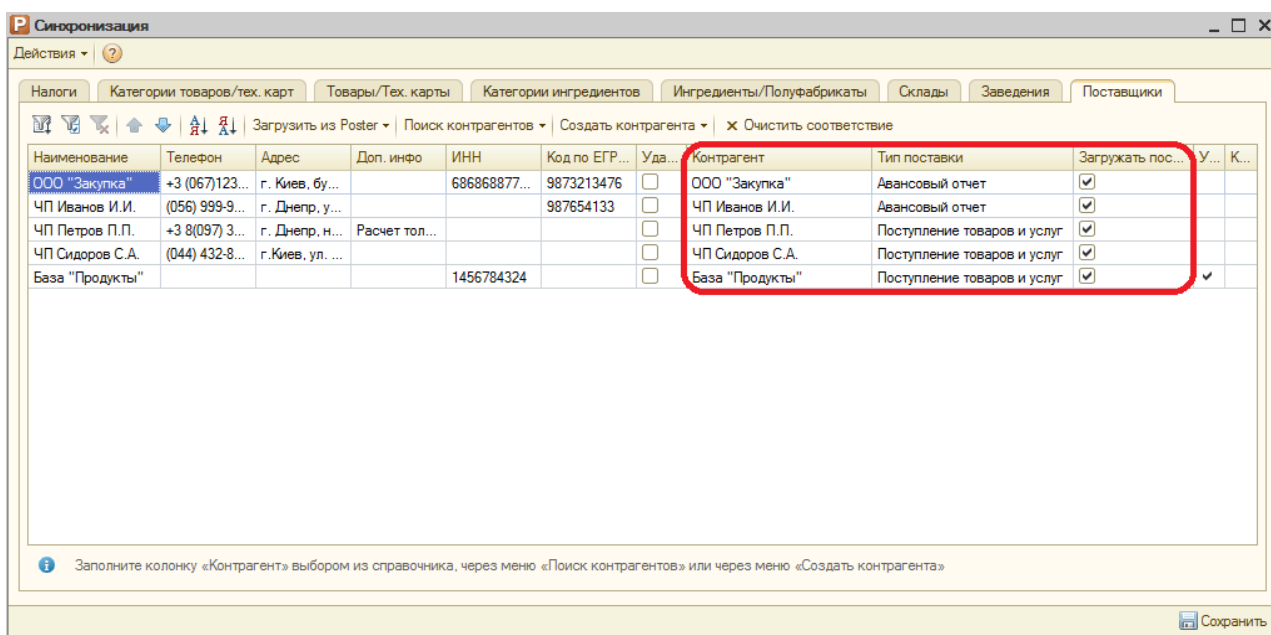 Синхронизация
Действия
Налоги Категории товаров/тех. карт Товары/Тех. карты Категории ингредиентов Ингредиенты/Полуфабрикаты Склады Заведения Поставщики
Загрузить из Poster Поиск контрагентов Создать контрагента Очистить соответствие
Наименование Телефон Адрес Доп. инфо ИНН Код по ЕГР... Уда... Контрагент Тип поставки Загружать пос... У... К...
ООО "Закупка" +3 (067)123... г. Киев, бу... 686868877... 9873213476 ООО "Закупка" Авансовый отчет
ЧП Иванов И.И. (056) 999-9... г. Днепр, у... 987654133 ЧП Иванов И.И. Авансовый отчет
ЧП Петров П.П. +3 8(097) 3... г. Днепр, н... Расчет тол... ЧП Петров П.П. Поступление товаров и услуг
ЧП Сидоров С.А. (044) 432-8... г.Киев, ул. ... ЧП Сидоров С.А. Поступление товаров и услуг
База "Продукты" 1456784324 База "Продукты" Поступление товаров и услуг
Заполните колонку «Контрагент» выбором из справочника, через меню «Поиск контрагентов» или через меню «Создать контрагента»
Сохранить